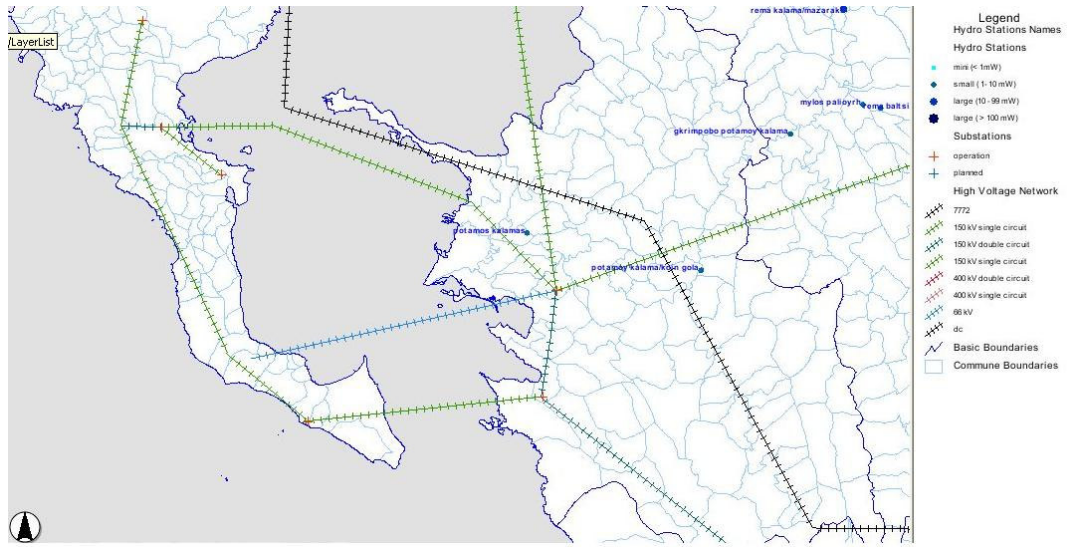 /LayerList
rema kalama/mazarak
mylos palioyrh
rema baltsi
gkrimpobo potamoy kalama
potamos kalamas
potamoy kalama/koin gola
Legend
Hydro Stations Names
Hydro Stations
mini (< 1mW)
small (1-10 mW)
large (10-99 mW)
large (> 100 mW)
Substations
operation
planned
High Voltage Network
7772
150 kV single circuit
150 kV double circuit
150 kV single circuit
400 kV double circuit
400 kV single circuit
66 kV
dc
Basic Boundaries
Commune Boundaries